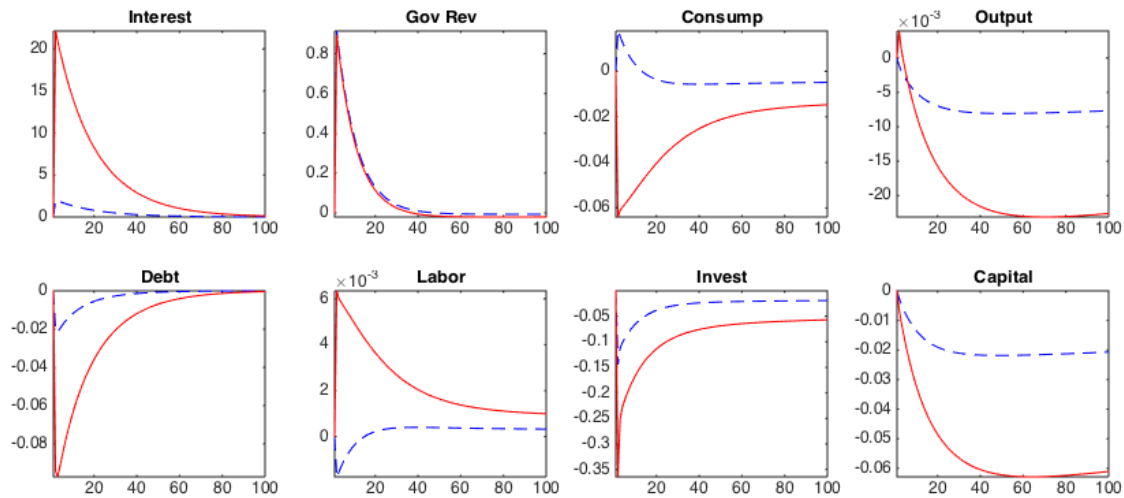 Interest
20
15
10
5
0
20 40 60 80 100
Gov Rev
0.8
0.6
0.4
0.2
0
20 40 60 80 100
Consump
0
-0.02
-0.04
-0.06
20 40 60 80 100
×10⁻³ Output
0
-5
-10
-15
-20
20 40 60 80 100
Debt
0
-0.02
-0.04
-0.06
-0.08
20 40 60 80 100
×10⁻³ Labor
6
4
2
0
20 40 60 80 100
Invest
-0.05
-0.1
-0.15
-0.2
-0.25
-0.3
-0.35
20 40 60 80 100
Capital
0
-0.01
-0.02
-0.03
-0.04
-0.05
-0.06
20 40 60 80 100